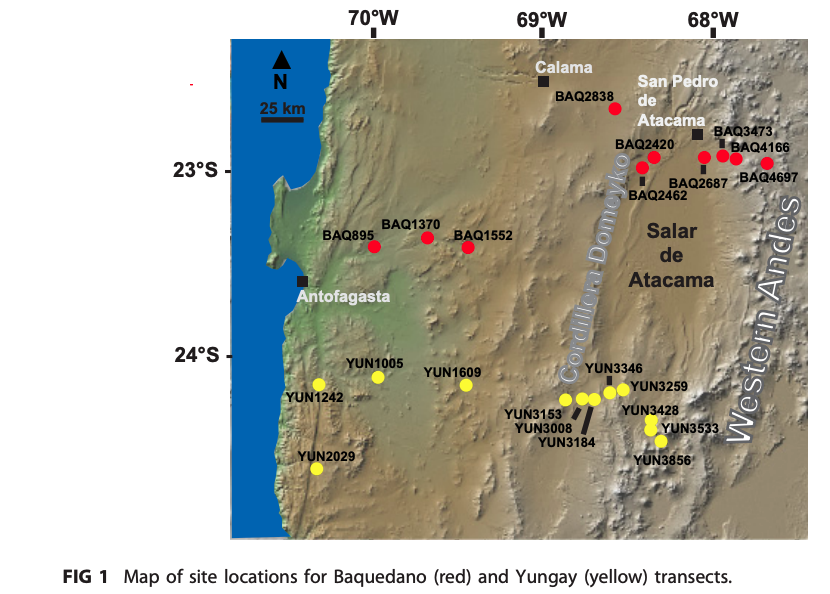 70°W
69°W
68°W
N
25 km
Calama
BAQ2838
San Pedro
de
Atacama
BAQ3473
BAQ2420
BAQ4166
23°S
BAQ4697
BAQ2687
BAQ2462
BAQ1370
BAQ895
BAQ1552
Salar
de
Atacama
Cordillera Domeyko
Western Andes
Antofagasta
24°S
YUN1005
YUN1609
YUN3346
YUN3259
YUN1242
YUN3153
YUN3428
YUN3008
YUN3533
YUN3184
YUN2029
YUN3856
FIG 1 Map of site locations for Baquedano (red) and Yungay (yellow) transects.